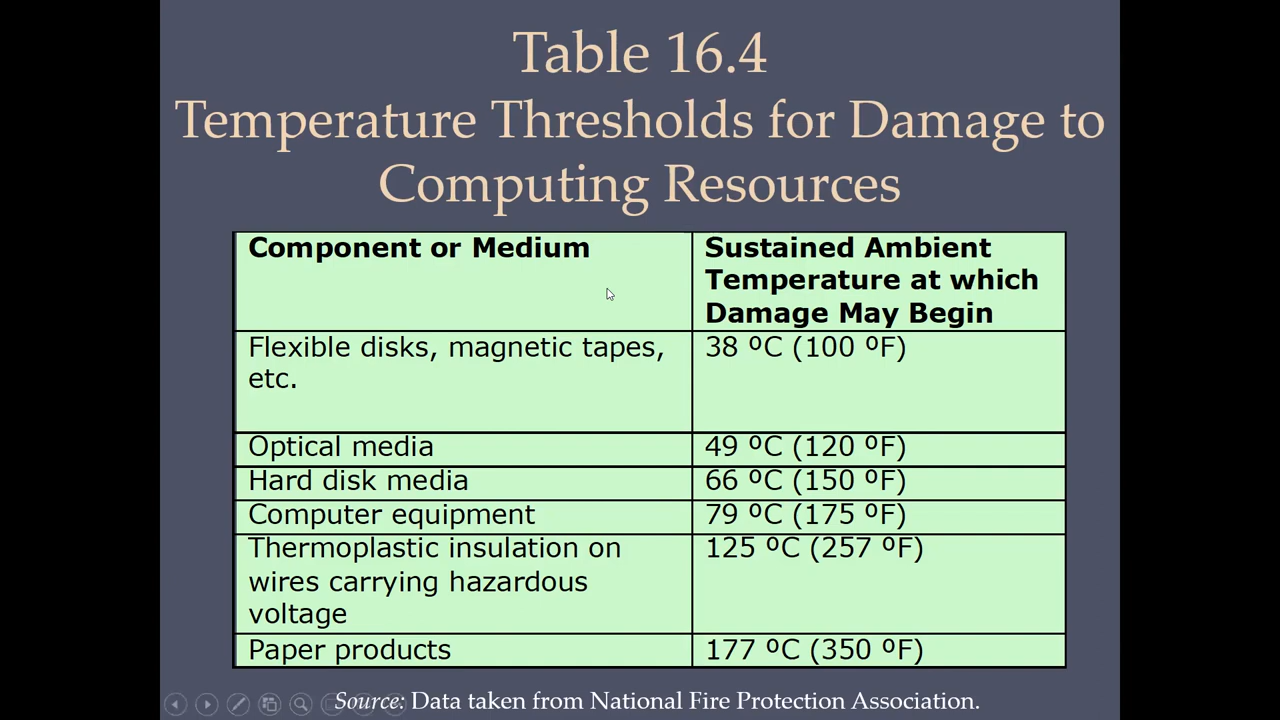 Table 16.4
Temperature Thresholds for Damage to
Computing Resources
Component or Medium
Sustained Ambient
Temperature at which
Damage May Begin
Flexible disks, magnetic tapes,
etc.
38 ºC (100 ºF)
Optical media
49 ºC (120 ºF)
Hard disk media
66 ºC (150 ºF)
Computer equipment
79 ºC (175 ºF)
Thermoplastic insulation on
wires carrying hazardous
voltage
125 ºC (257 ºF)
Paper products
177 ºC (350 ºF)
Source: Data taken from National Fire Protection Association.